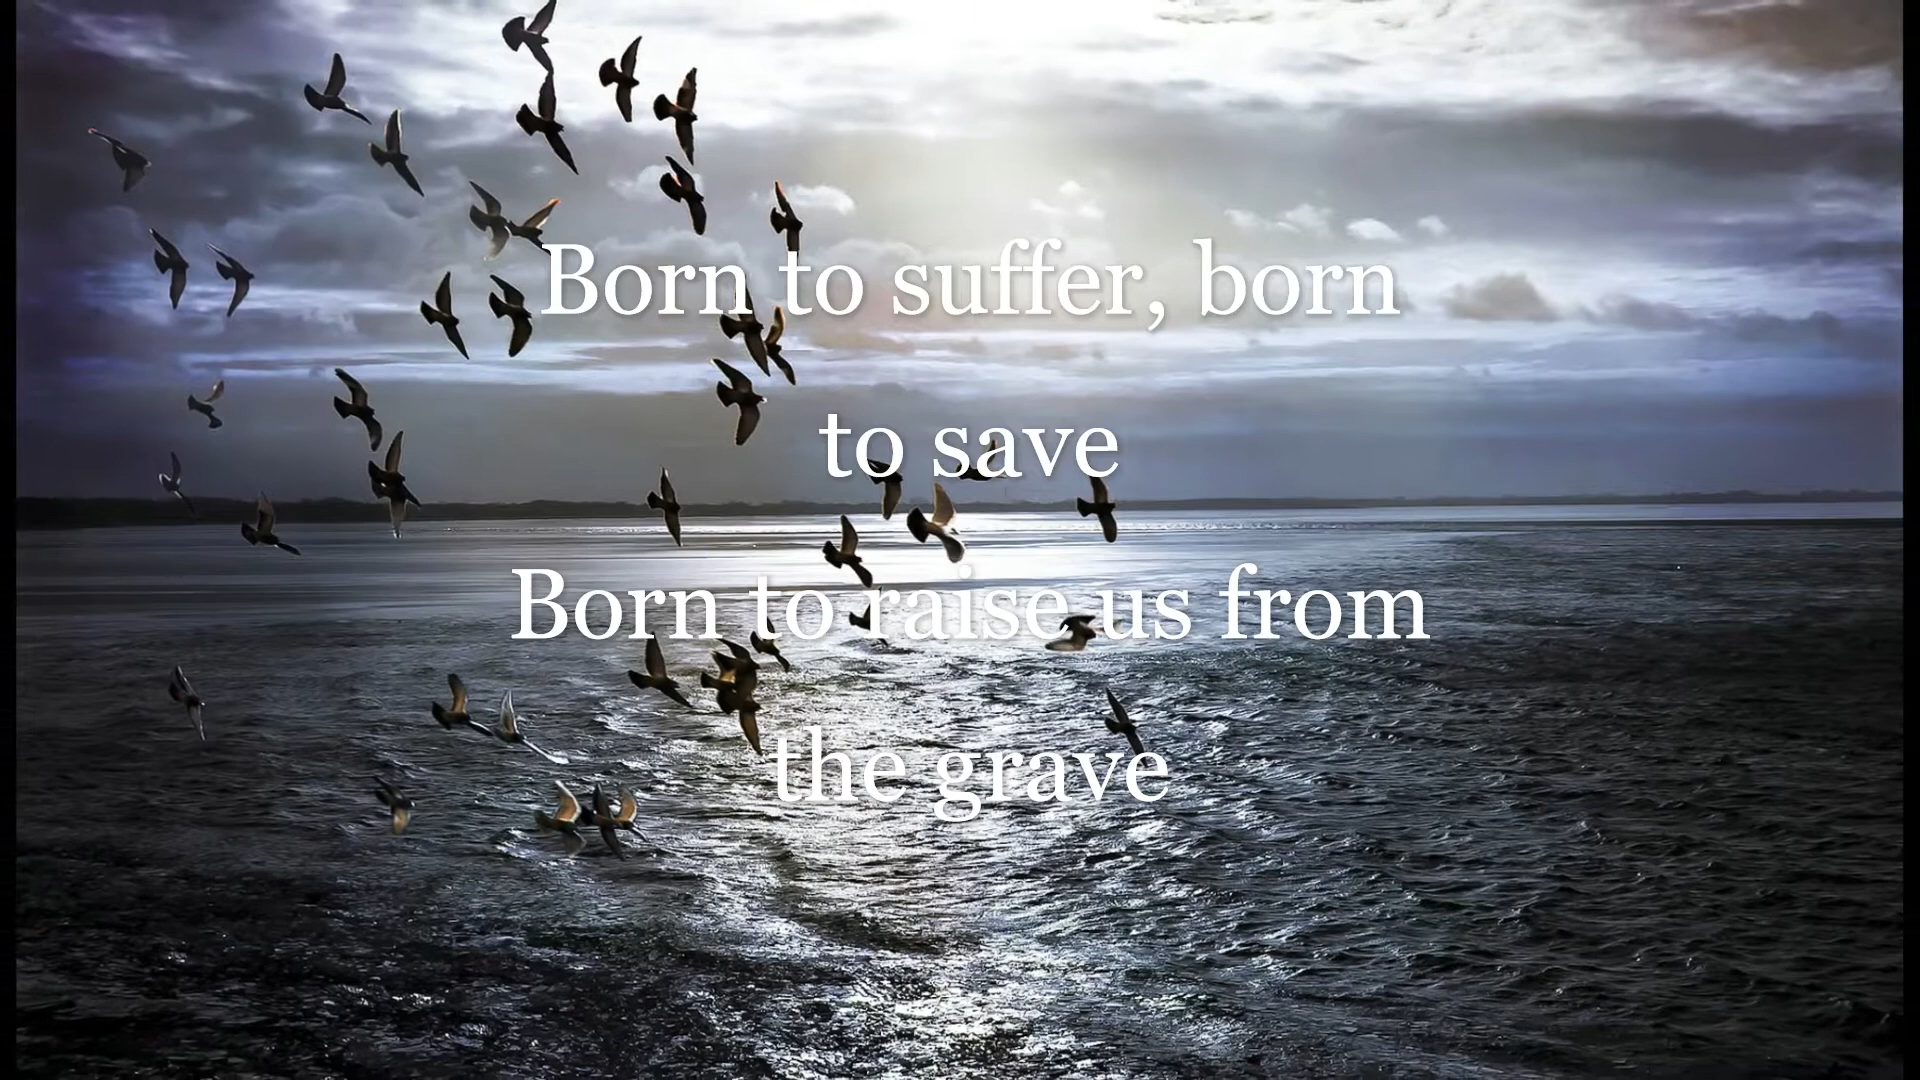 Born to suffer, born
to save
Born to raise us from
the grave